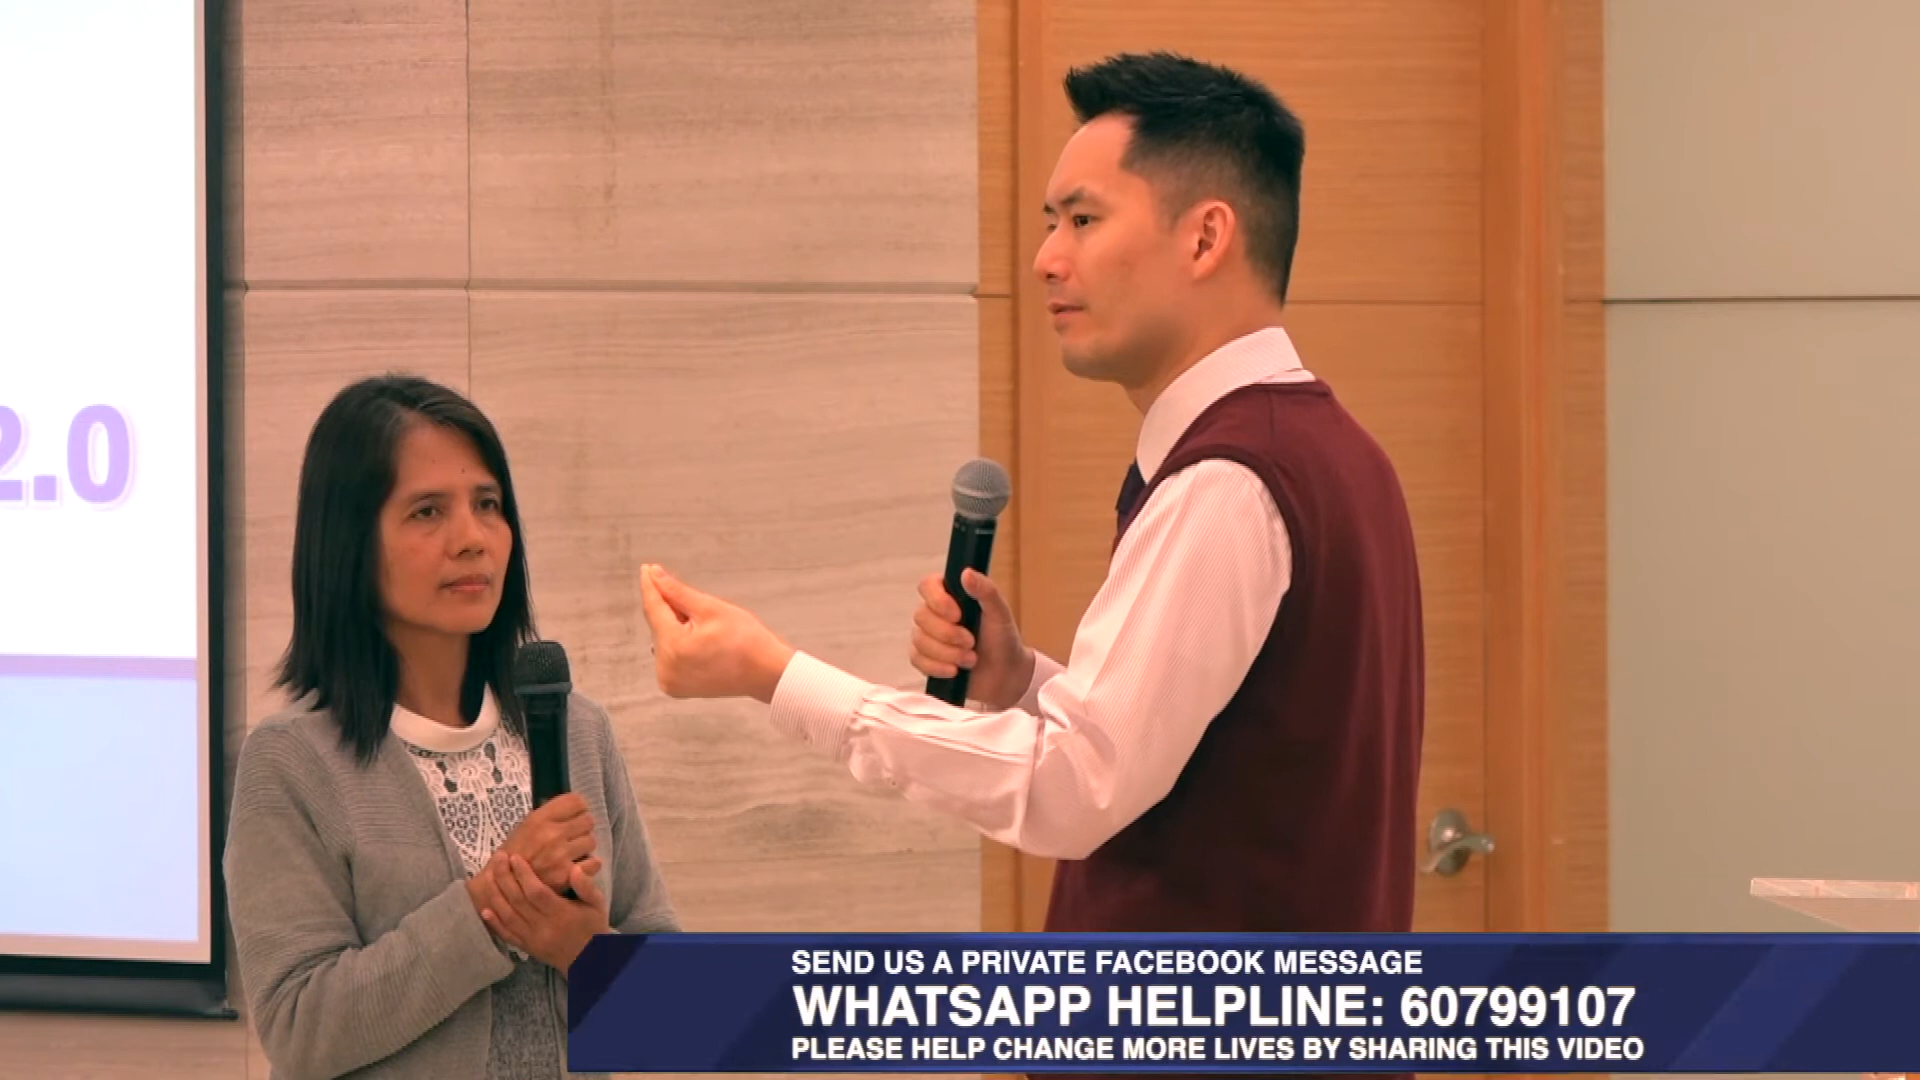 2.0
SEND US A PRIVATE FACEBOOK MESSAGE
WHATSAPP HELPLINE: 60799107
PLEASE HELP CHANGE MORE LIVES BY SHARING THIS VIDEO